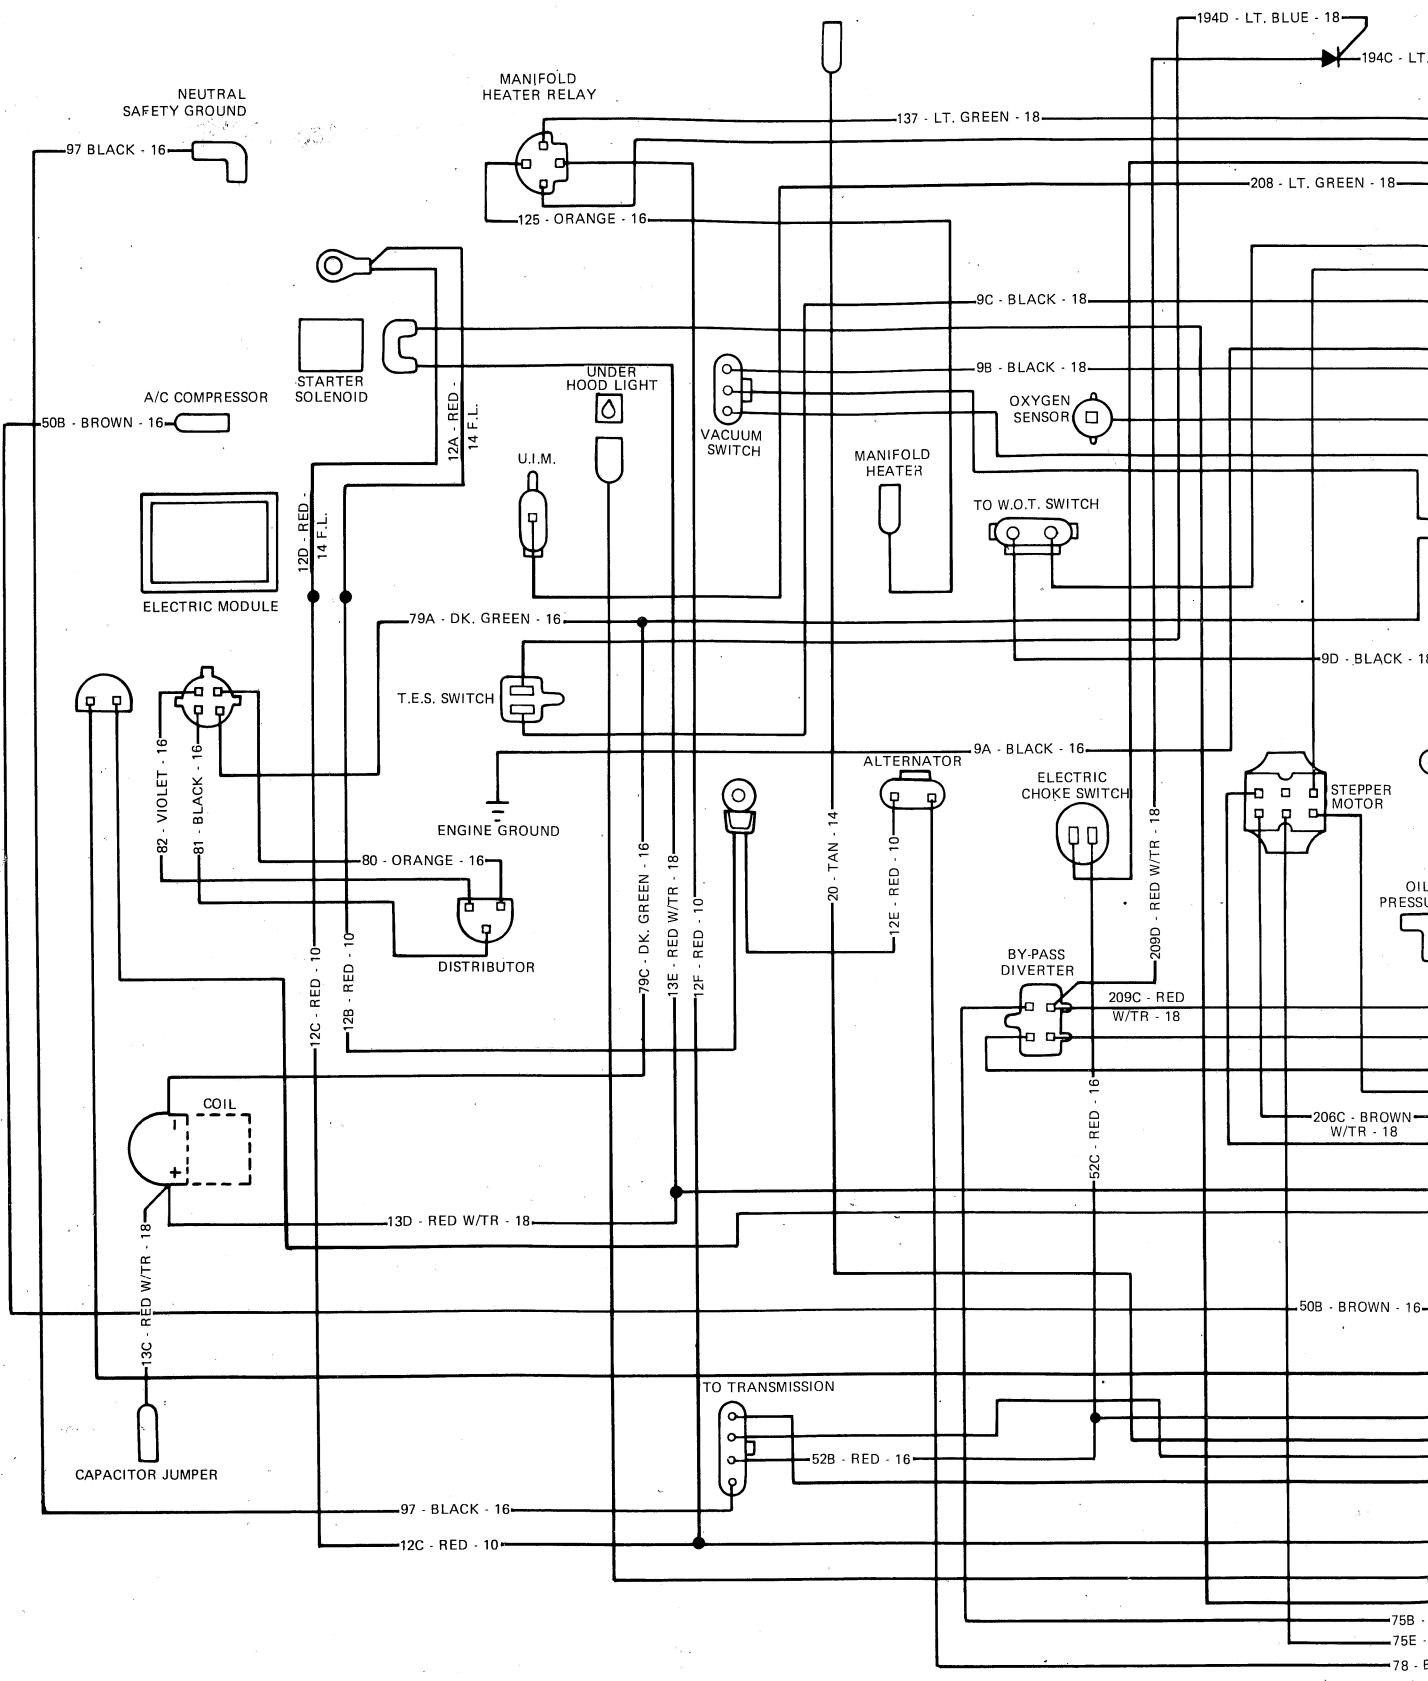 194D - LT. BLUE - 18
194C - LT.
MANIFOLD
HEATER RELAY
NEUTRAL
SAFETY GROUND
137 - LT. GREEN - 18
97 BLACK - 16
208 - LT. GREEN - 18
125 - ORANGE - 16
9C - BLACK - 18
STARTER
SOLENOID
UNDER
HOOD LIGHT
9B - BLACK - 18
A/C COMPRESSOR
50B - BROWN - 16
12A - RED -
14 F.L.
OXYGEN
SENSOR
VACUUM
SWITCH
U.I.M.
MANIFOLD
HEATER
TO W.O.T. SWITCH
12D - RED -
14 F.L.
ELECTRIC MODULE
79A - DK. GREEN - 16
9D - BLACK - 18
T.E.S. SWITCH
9A - BLACK - 16
ALTERNATOR
82 - VIOLET - 16
81 - BLACK - 16
ELECTRIC
CHOKE SWITCH
STEPPER
MOTOR
ENGINE GROUND
80 - ORANGE - 16
20 - TAN - 14
12E - RED - 10
209D - RED W/TR - 18
OIL
PRESSU
79C - DK. GREEN - 16
13E - RED W/TR - 18
12F - RED - 10
DISTRIBUTOR
BY-PASS
DIVERTER
12C - RED - 10
12B - RED - 10
209C - RED
W/TR - 18
COIL
-
+
52C - RED - 16
206C - BROWN
W/TR - 18
13D - RED W/TR - 18
13C - RED W/TR - 18
50B - BROWN - 16
TO TRANSMISSION
52B - RED - 16
CAPACITOR JUMPER
97 - BLACK - 16
12C - RED - 10
75B -
75E -
78 - B